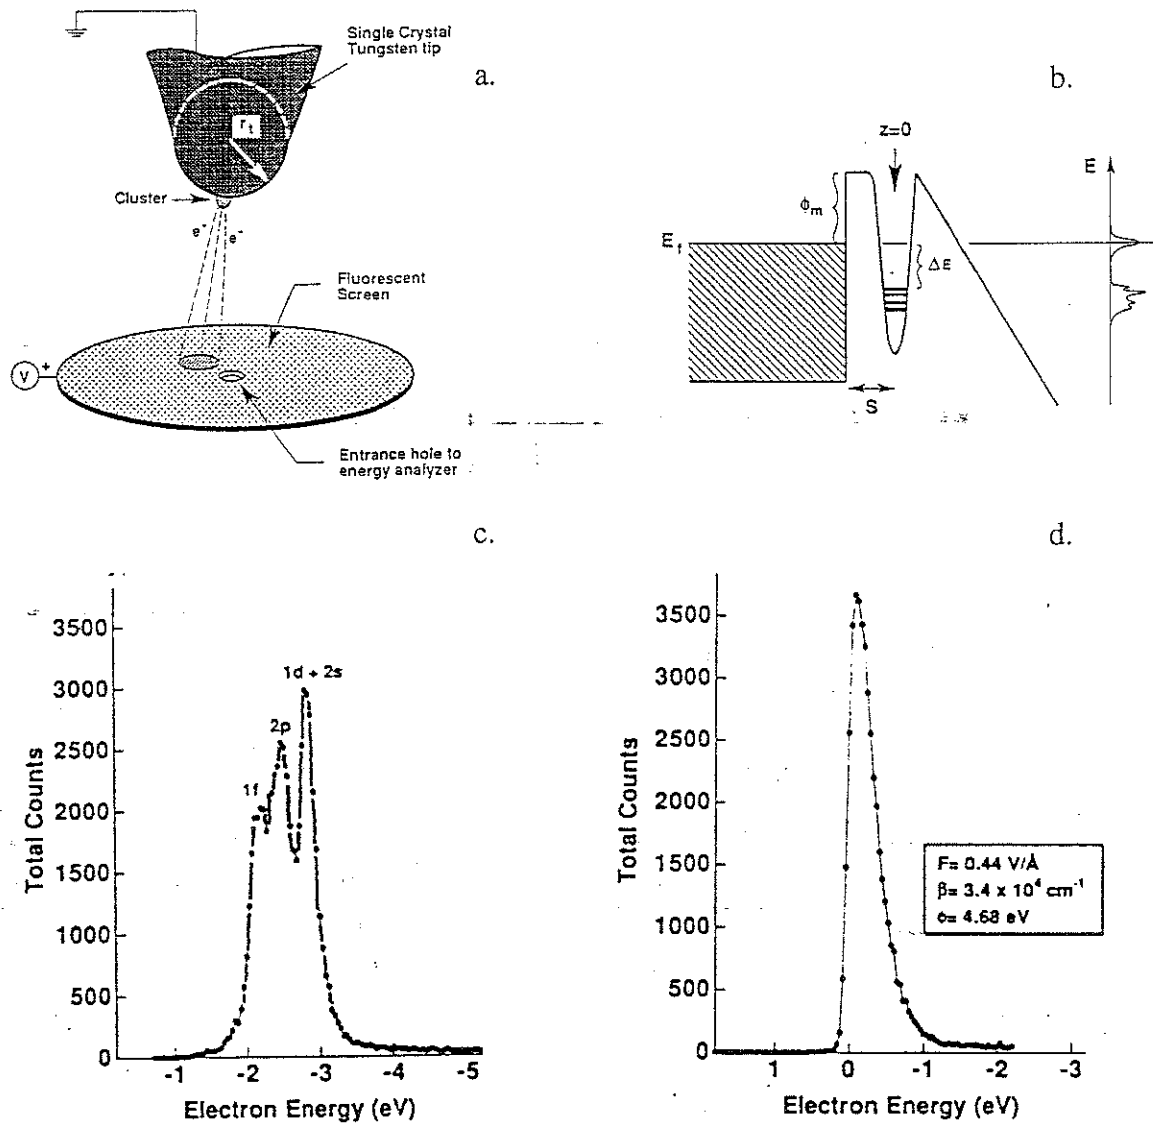 Single Crystal
Tungsten tip
a.
r_t
Cluster
e⁻
e⁻
Fluorescent
Screen
V
+
Entrance hole to
energy analyzer
b.
z=0
E
ϕ_m
E_f
ΔE
S
c.
Total Counts
3500
3000
2500
2000
1500
1000
500
0
1f
2p
1d + 2s
-1
-2
-3
-4
-5
Electron Energy (eV)
d.
Total Counts
3500
3000
2500
2000
1500
1000
500
0
F= 0.44 V/Å
β= 3.4 x 10⁴ cm⁻¹
ϕ= 4.68 eV
1
0
-1
-2
-3
Electron Energy (eV)